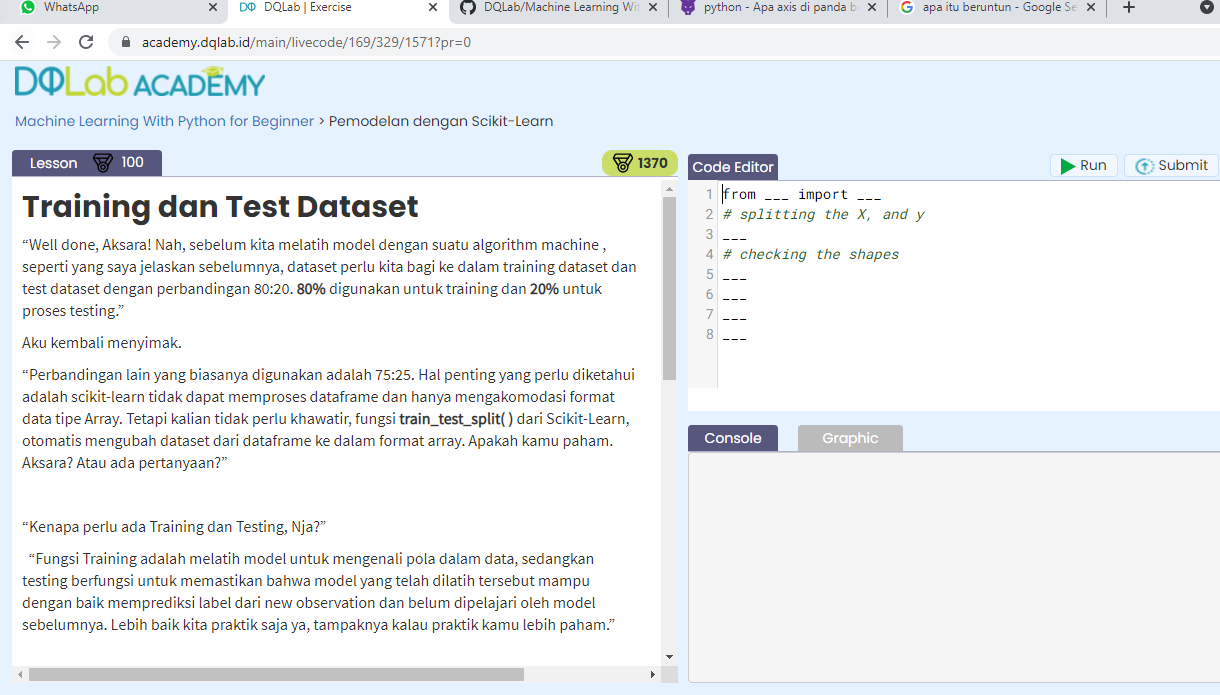 WhatsApp
DQLab | Exercise
DQLab/Machine Learning Wit
python - Apa axis di panda b
apa itu beruntun - Google Se
academy.dqlab.id/main/livecode/169/329/1571?pr=0
DQLab ACADEMY
Machine Learning With Python for Beginner > Pemodelan dengan Scikit-Learn
Lesson 100
1370
Training dan Test Dataset
“Well done, Aksara! Nah, sebelum kita melatih model dengan suatu algorithm machine ,
seperti yang saya jelaskan sebelumnya, dataset perlu kita bagi ke dalam training dataset dan
test dataset dengan perbandingan 80:20. 80% digunakan untuk training dan 20% untuk
proses testing.”
Aku kembali menyimak.
“Perbandingan lain yang biasanya digunakan adalah 75:25. Hal penting yang perlu diketahui
adalah scikit-learn tidak dapat memproses dataframe dan hanya mengakomodasi format
data tipe Array. Tetapi kalian tidak perlu khawatir, fungsi train_test_split( ) dari Scikit-Learn,
otomatis mengubah dataset dari dataframe ke dalam format array. Apakah kamu paham.
Aksara? Atau ada pertanyaan?”
“Kenapa perlu ada Training dan Testing, Nja?”
“Fungsi Training adalah melatih model untuk mengenali pola dalam data, sedangkan
testing berfungsi untuk memastikan bahwa model yang telah dilatih tersebut mampu
dengan baik memprediksi label dari new observation dan belum dipelajari oleh model
sebelumnya. Lebih baik kita praktik saja ya, tampaknya kalau praktik kamu lebih paham.”
Code Editor
Run
Submit
1 from ___ import ___
2 # splitting the X, and y
3 ___
4 # checking the shapes
5 ___
6 ___
7 ___
8 ___
Console
Graphic